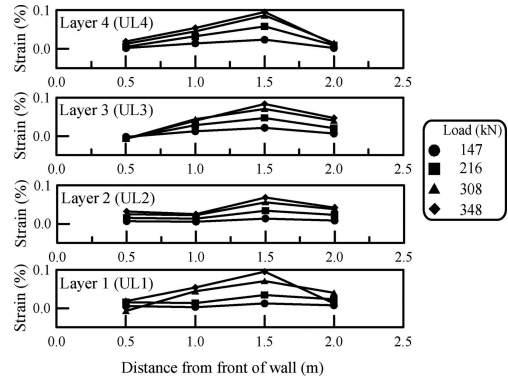 Layer 4 (UL4)
Strain (%)
0.1
0.0
0.0 0.5 1.0 1.5 2.0 2.5
Layer 3 (UL3)
Strain (%)
0.1
0.0
0.0 0.5 1.0 1.5 2.0 2.5
Layer 2 (UL2)
Strain (%)
0.1
0.0
0.0 0.5 1.0 1.5 2.0 2.5
Layer 1 (UL1)
Strain (%)
0.1
0.0
0.0 0.5 1.0 1.5 2.0 2.5
Distance from front of wall (m)
Load (kN)
147
216
308
348